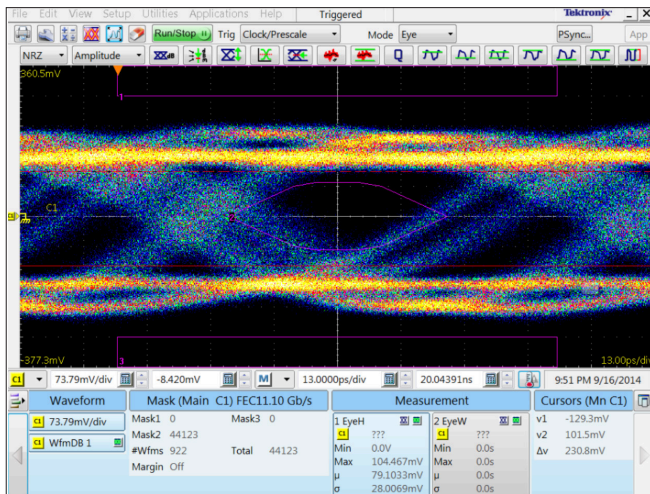 File Edit View Setup Utilities Applications Help Triggered Tektronix
Run/Stop Trig Clock/Prescale Mode Eye PSync... App
NRZ Amplitude
360.5mV
1
C1
C1
3
-377.3mV 13.00ps/div
C1 73.79mV/div -8.420mV M 13.0000ps/div 20.04391ns 9:51 PM 9/16/2014
Waveform Mask (Main C1) FEC11.10 Gb/s Measurement Cursors (Mn C1)
C1 73.79mV/div Mask1 0 Mask3 0 1 EyeH 2 EyeW v1 -129.3mV
Mask2 44123 C1 ??? C1 ??? v2 101.5mV
C1 WfmDB 1 #Wfms 922 Total 44123 Min 0.0V Min 0.0s Δv 230.8mV
Margin Off Max 104.467mV Max 0.0s
μ 79.1033mV μ 0.0s
σ 28.0069mV σ 0.0s